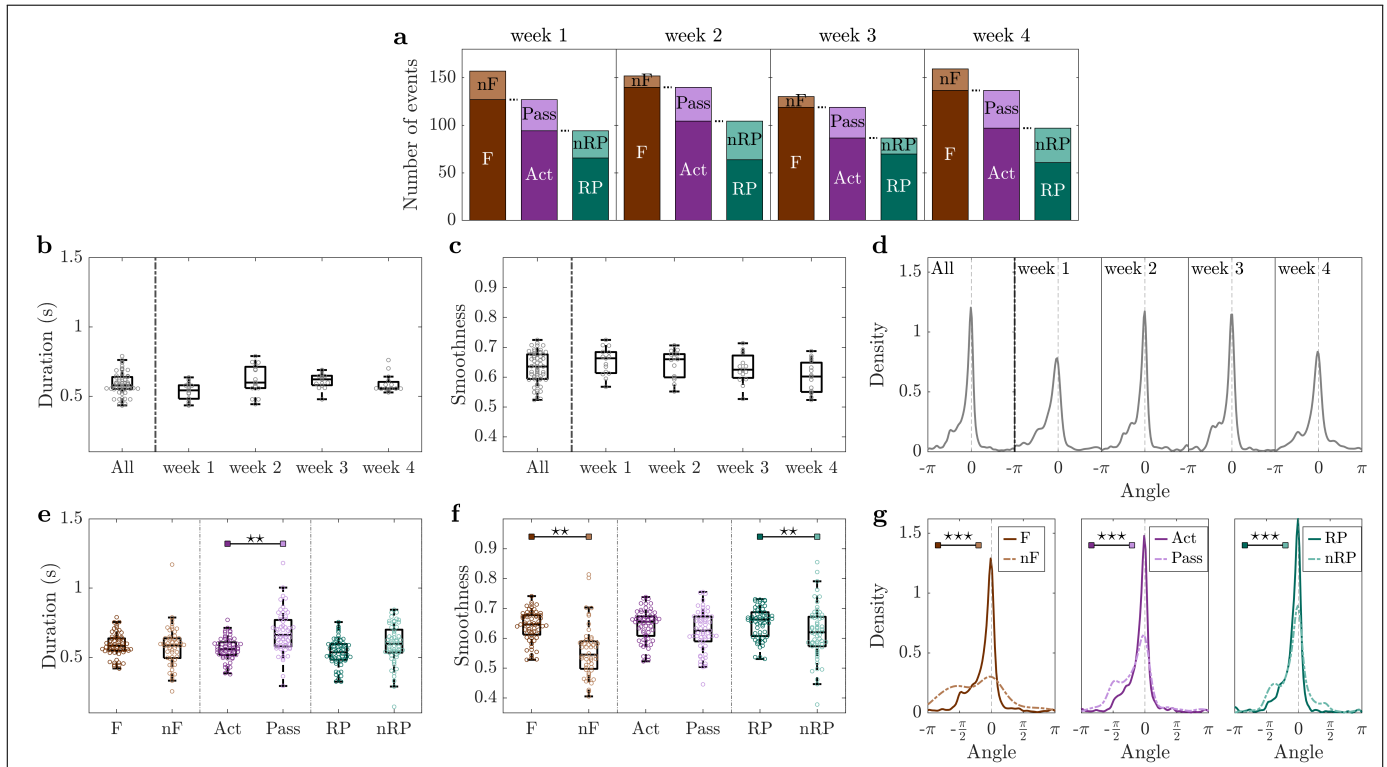 a
week 1 week 2 week 3 week 4
Number of events
150
100
50
0
nF F Pass Act nRP RP
nF F Pass Act nRP RP
nF F Pass Act nRP RP
nF F Pass Act nRP RP
b
Duration (s)
1.5
1
0.5
All week 1 week 2 week 3 week 4
c
Smoothness
0.9
0.8
0.7
0.6
0.5
0.4
All week 1 week 2 week 3 week 4
d
Density
1.5
1
0.5
0
All week 1 week 2 week 3 week 4
-π 0 -π 0 -π 0 -π 0 -π 0 π
Angle
e
Duration (s)
1.5
1
0.5
★★
F nF Act Pass RP nRP
f
Smoothness
0.9
0.8
0.7
0.6
0.5
0.4
★★ ★★
F nF Act Pass RP nRP
g
Density
1.5
1
0.5
0
★★★ F
nF
★★★ Act
Pass
★★★ RP
nRP
-π -π/2 0 π/2 π -π -π/2 0 π/2 π -π -π/2 0 π/2 π
Angle Angle Angle